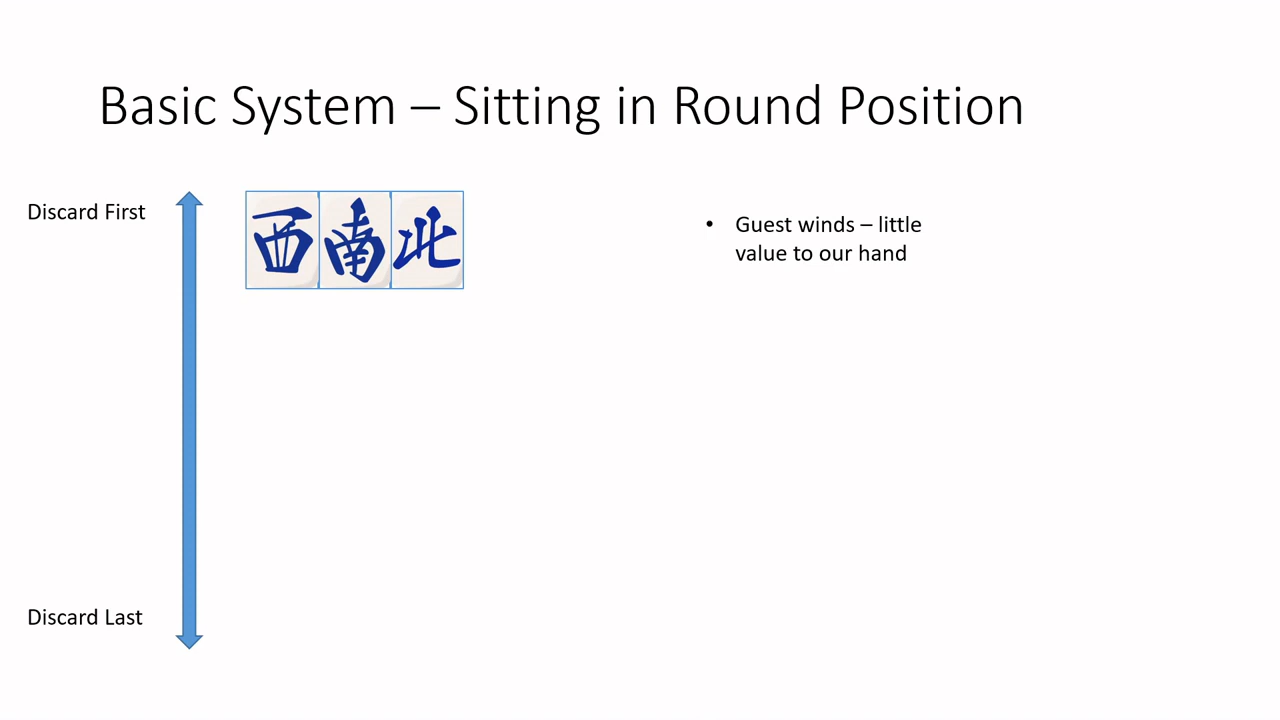 Basic System – Sitting in Round Position
Discard First
西南北
• Guest winds – little
value to our hand
Discard Last